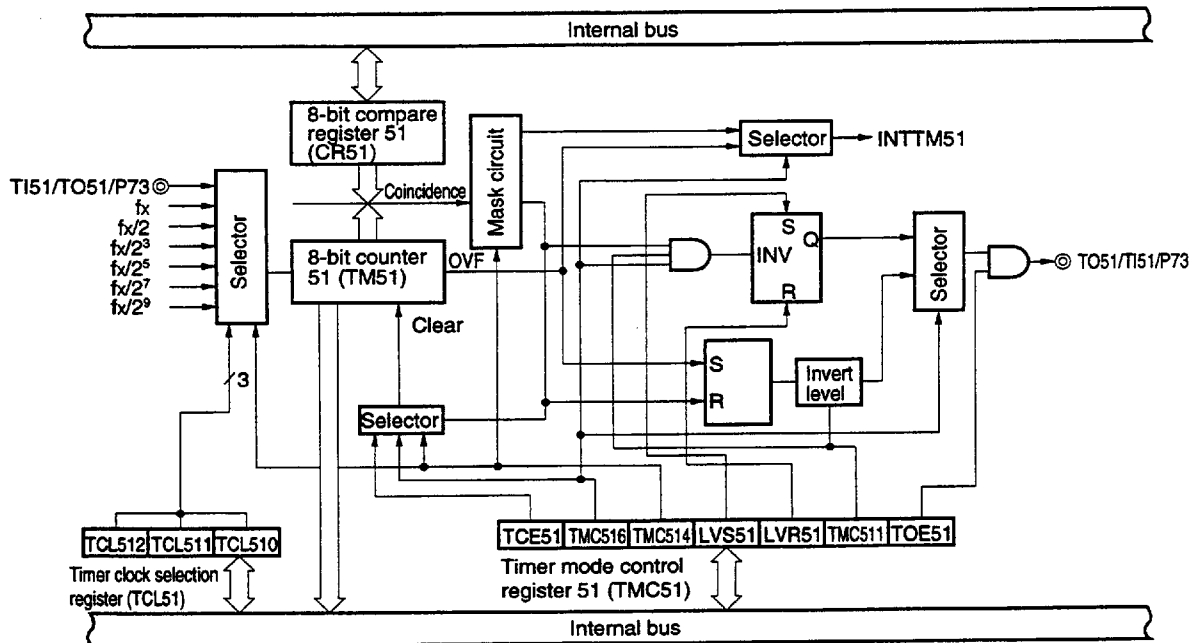 Internal bus
8-bit compare
register 51
(CR51)
Mask circuit
Selector
INTTM51
TI51/TO51/P73
fx
fx/2
fx/2³
fx/2⁵
fx/2⁷
fx/2⁹
Selector
Coincidence
8-bit counter
51 (TM51)
OVF
Clear
S
INV
Q
R
Selector
TO51/TI51/P73
S
R
Invert
level
3
Selector
TCL512 TCL511 TCL510
Timer clock selection
register (TCL51)
TCE51 TMC516 TMC514 LVS51 LVR51 TMC511 TOE51
Timer mode control
register 51 (TMC51)
Internal bus